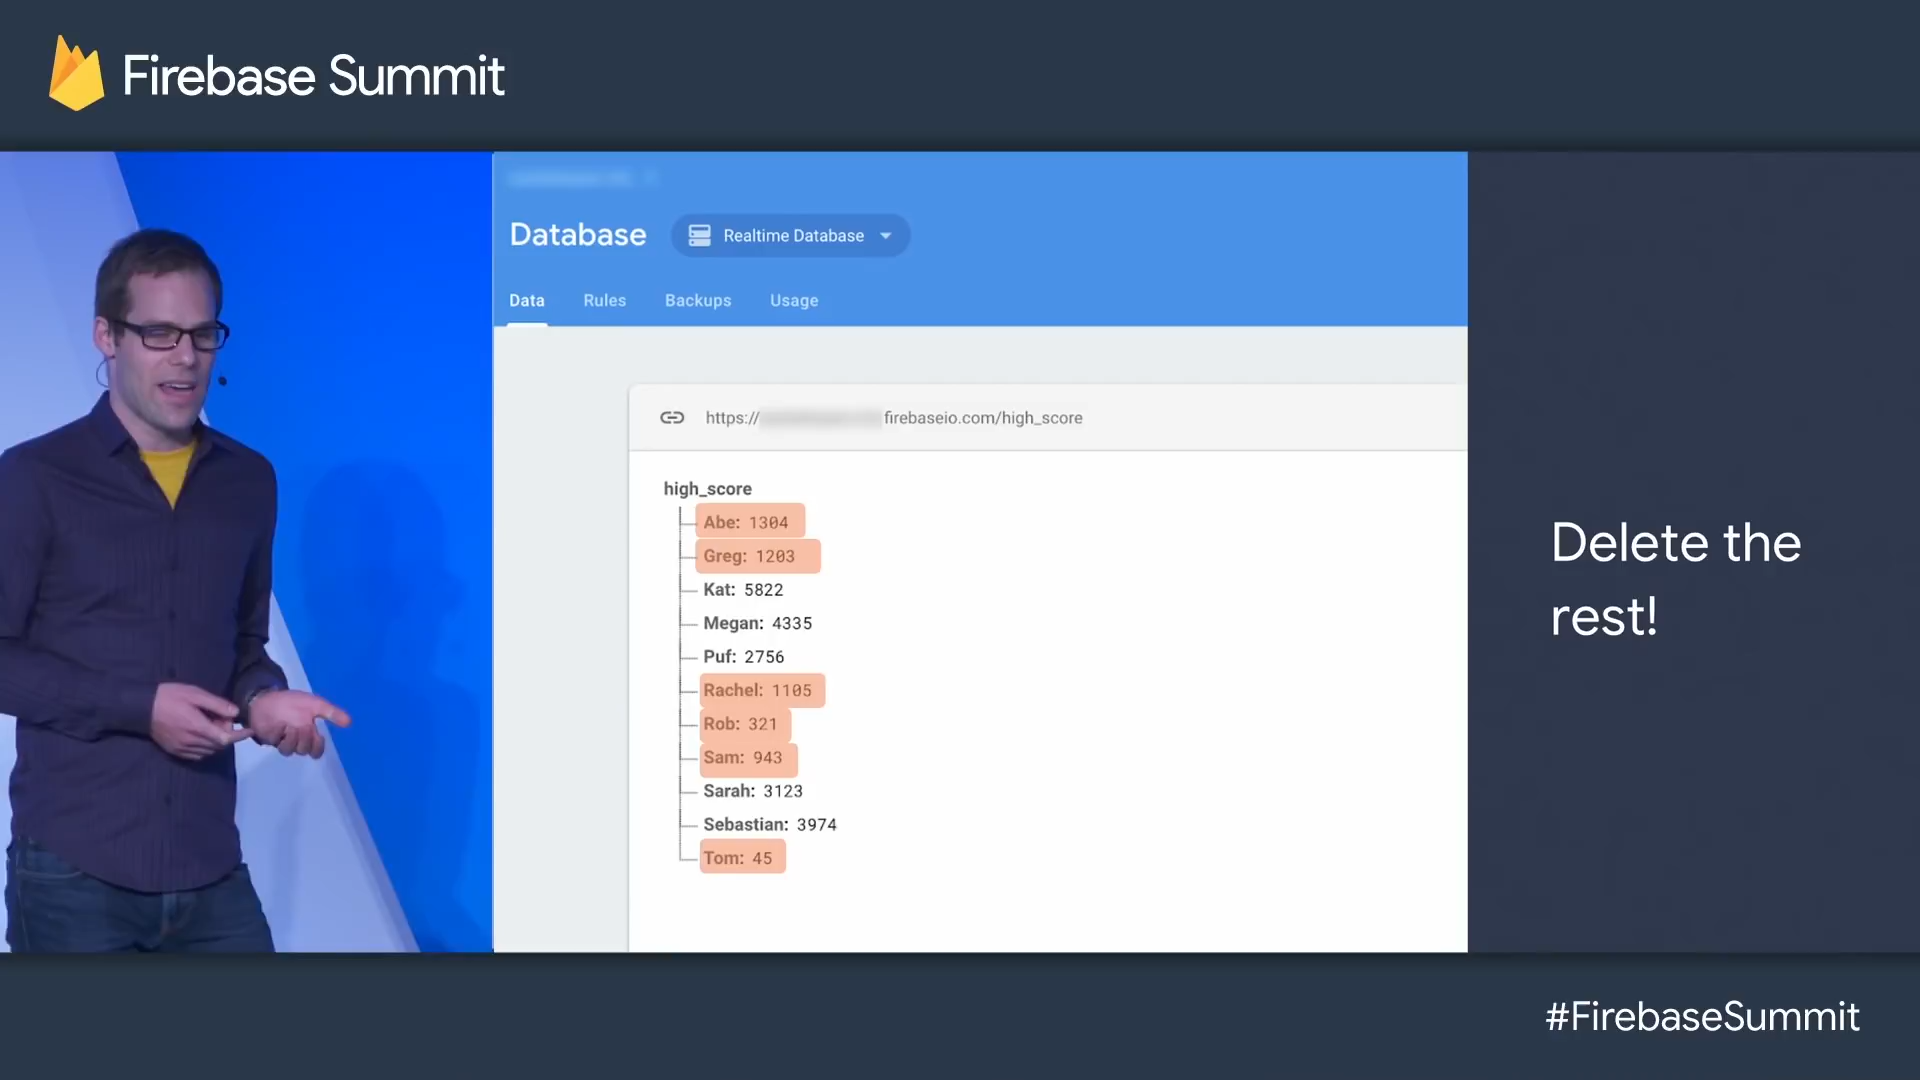 Firebase Summit
Database
Realtime Database
Data Rules Backups Usage
https:// firebaseio.com/high_score
high_score
Abe: 1304
Greg: 1203
Kat: 5822
Megan: 4335
Puf: 2756
Rachel: 1105
Rob: 321
Sam: 943
Sarah: 3123
Sebastian: 3974
Tom: 45
Delete the
rest!
#FirebaseSummit